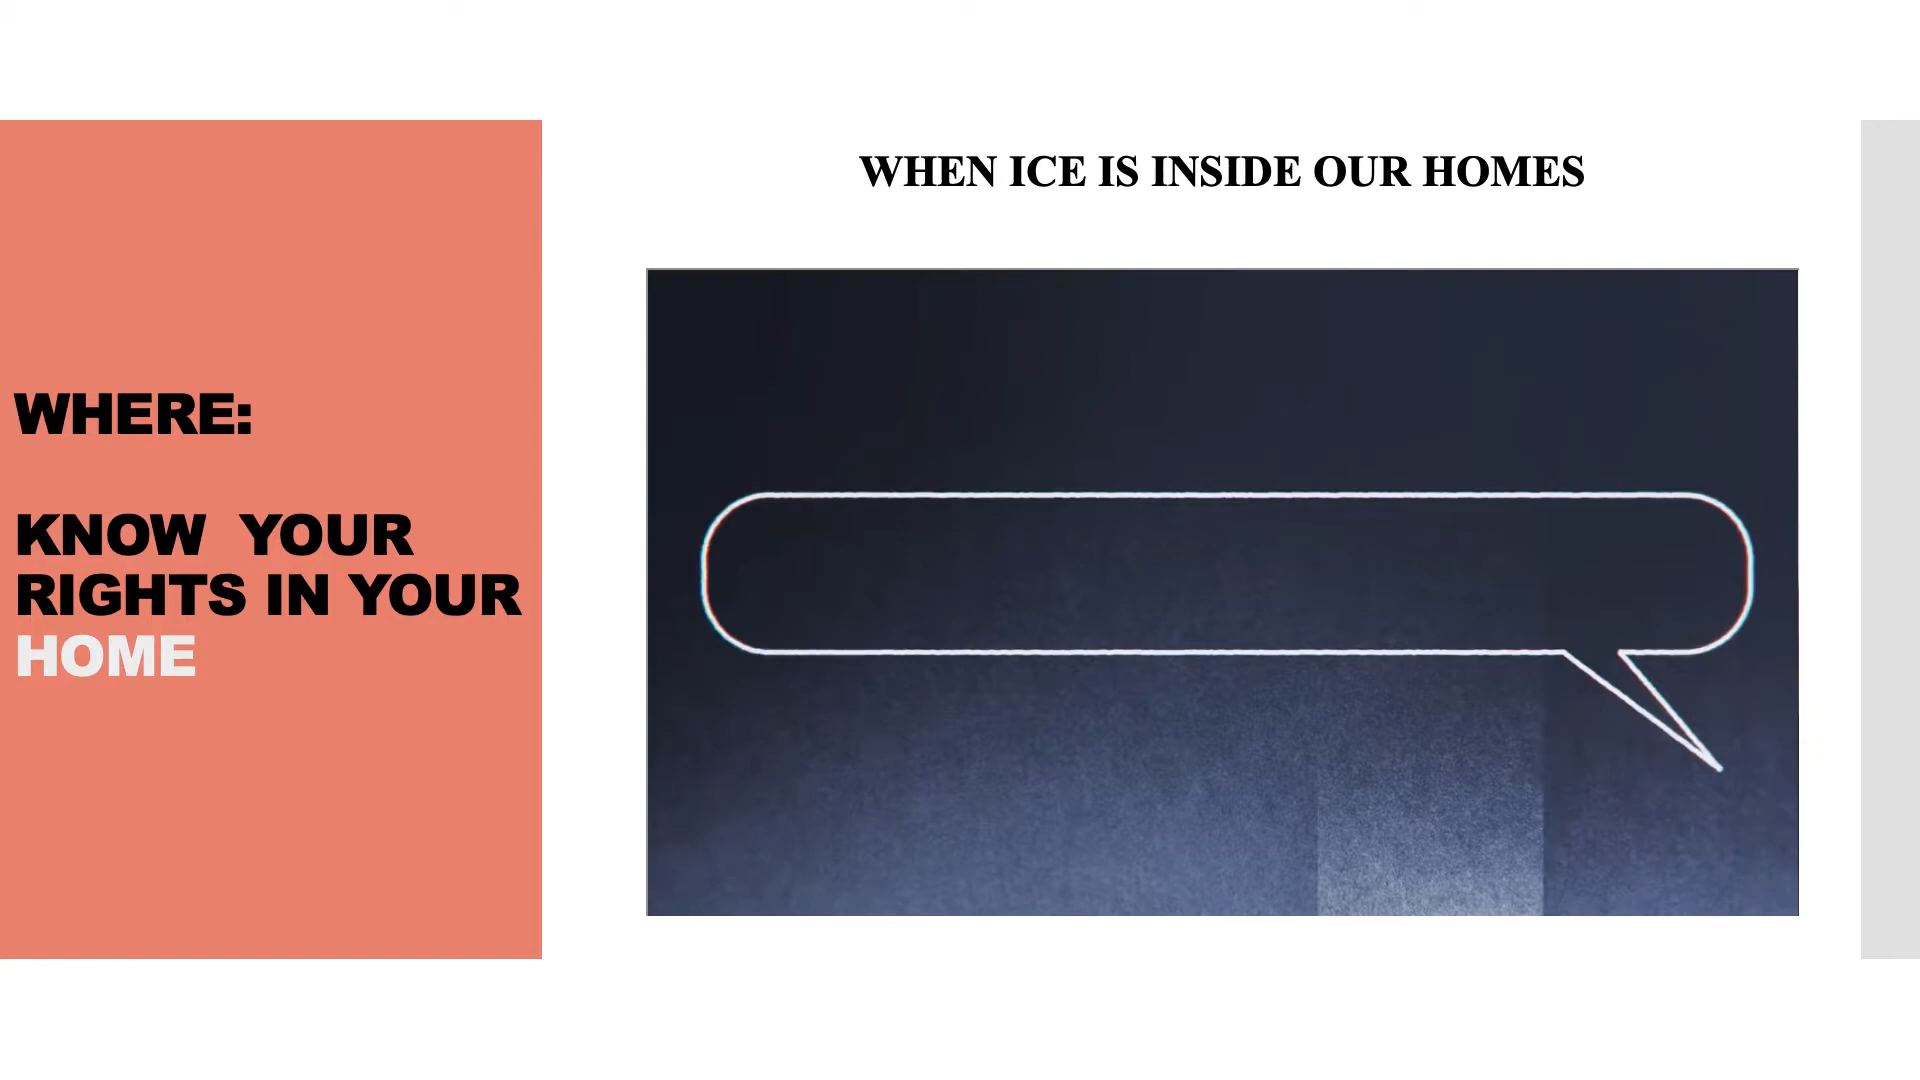 WHERE:
KNOW YOUR
RIGHTS IN YOUR
HOME
WHEN ICE IS INSIDE OUR HOMES